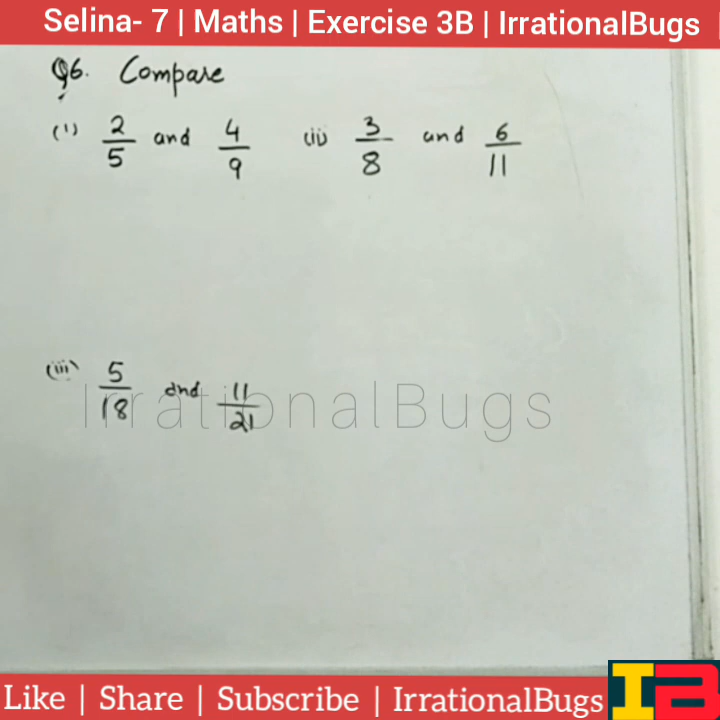 Selina- 7 | Maths | Exercise 3B | IrrationalBugs
Q6. Compare
(i) 2/5 and 4/9 (ii) 3/8 and 6/11
(iii) 5/18 and 11/21
IrrationalBugs
Like | Share | Subscribe | IrrationalBugs IB